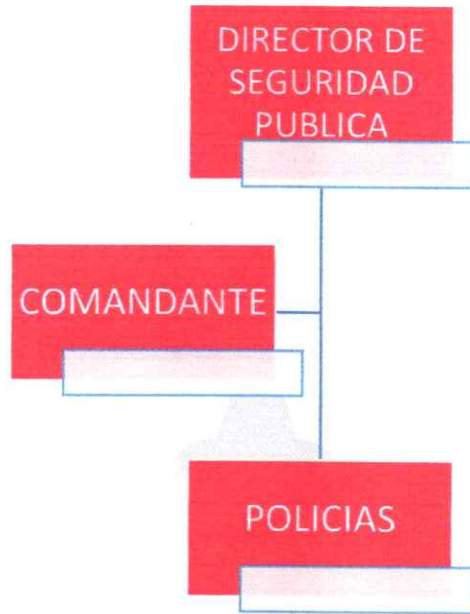 DIRECTOR DE
SEGURIDAD
PUBLICA
COMANDANTE
POLICIAS